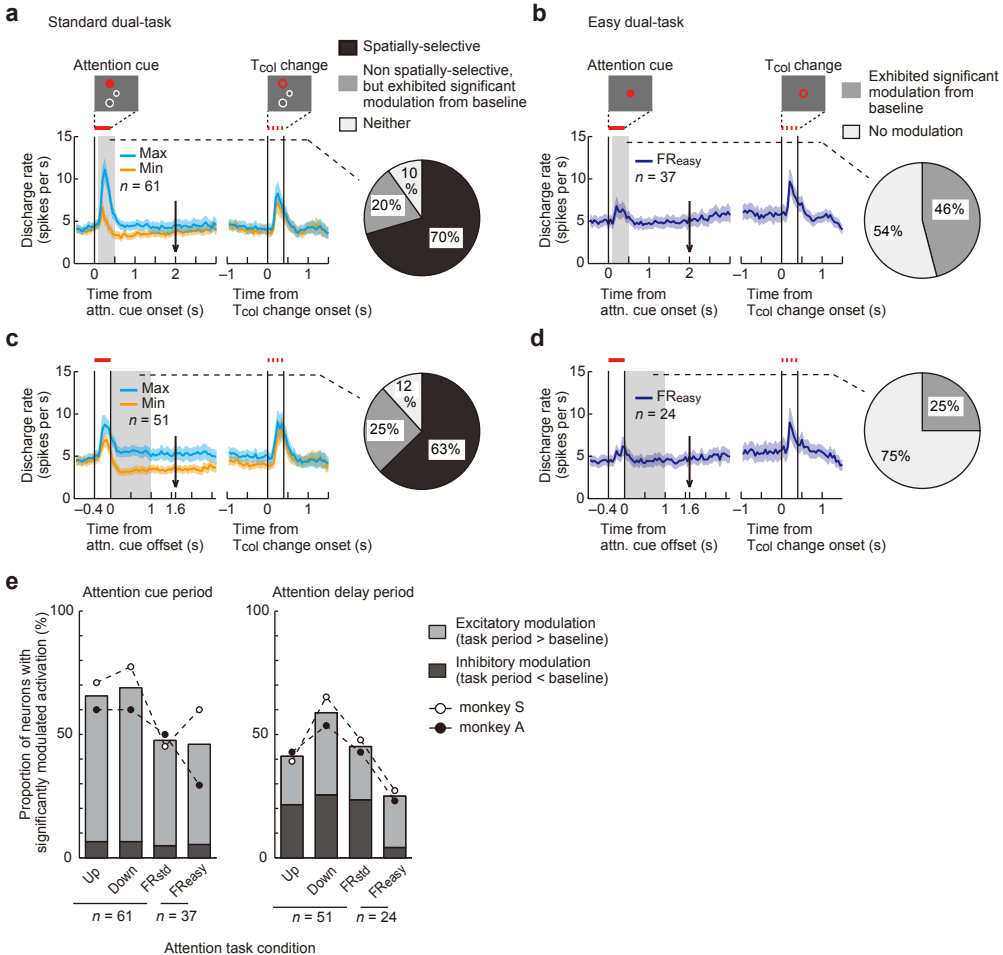 a
Standard dual-task
Attention cue
TCol change
Spatially-selective
Non spatially-selective,
but exhibited significant
modulation from baseline
Neither
15
10
5
0
Discharge rate
(spikes per s)
Max
Min
n = 61
0
2
Time from
attn. cue onset (s)
–1
0
1
Time from
TCol change onset (s)
10
%
20%
70%
b
Easy dual-task
Attention cue
TCol change
Exhibited significant
modulation from
baseline
No modulation
15
10
5
0
Discharge rate
(spikes per s)
FReasy
n = 37
0
2
Time from
attn. cue onset (s)
–1
0
1
Time from
TCol change onset (s)
46%
54%
c
15
10
5
0
Discharge rate
(spikes per s)
Max
Min
n = 51
–0.4
0
1
1.6
Time from
attn. cue offset (s)
–1
0
1
Time from
TCol change onset (s)
12
%
25%
63%
d
15
10
5
0
Discharge rate
(spikes per s)
FReasy
n = 24
–0.4
0
1
1.6
Time from
attn. cue offset (s)
–1
0
1
Time from
TCol change onset (s)
25%
75%
e
Attention cue period
Attention delay period
100
50
0
Proportion of neurons with
significantly modulated activation (%)
Up
Down
FRstd
FReasy
n = 61
n = 37
100
50
0
Up
Down
FRstd
FReasy
n = 51
n = 24
Excitatory modulation
(task period > baseline)
Inhibitory modulation
(task period < baseline)
monkey S
monkey A
Attention task condition